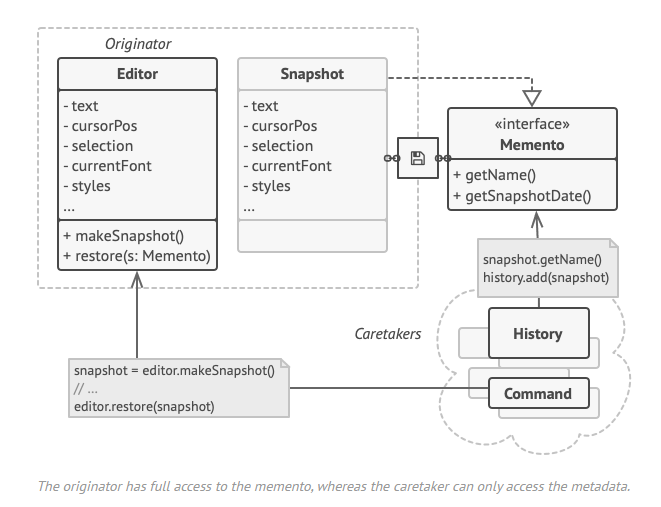 Originator
Editor
- text
- cursorPos
- selection
- currentFont
- styles
...
+ makeSnapshot()
+ restore(s: Memento)
Snapshot
- text
- cursorPos
- selection
- currentFont
- styles
...
«interface»
Memento
+ getName()
+ getSnapshotDate()
snapshot.getName()
history.add(snapshot)
Caretakers
History
Command
snapshot = editor.makeSnapshot()
// ...
editor.restore(snapshot)
The originator has full access to the memento, whereas the caretaker can only access the metadata.